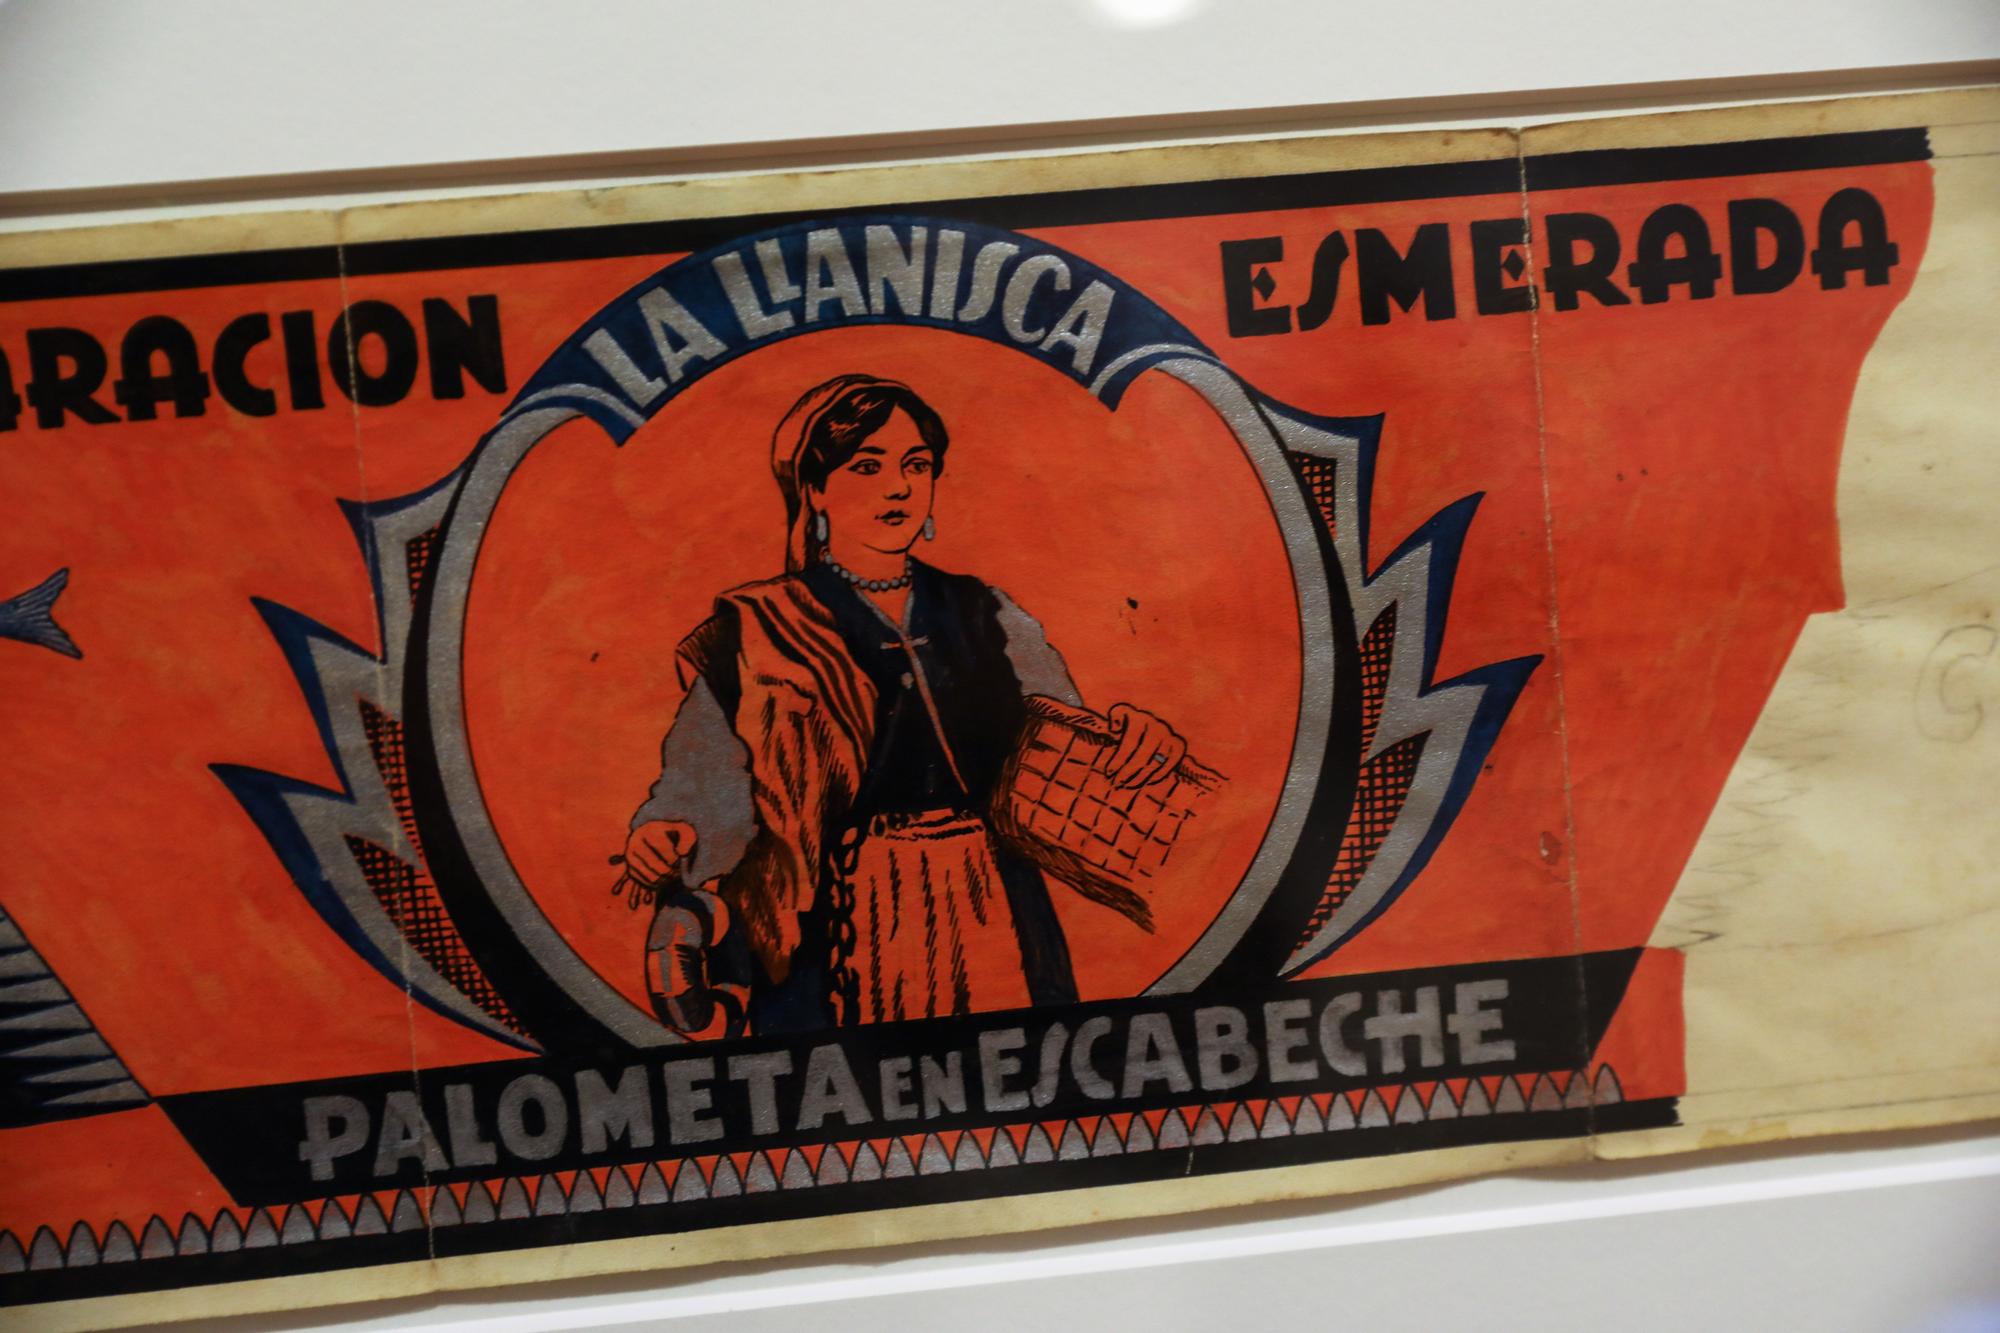 ARACION
LA LLANISCA
ESMERADA
PALOMETA EN ESCABECHE
C